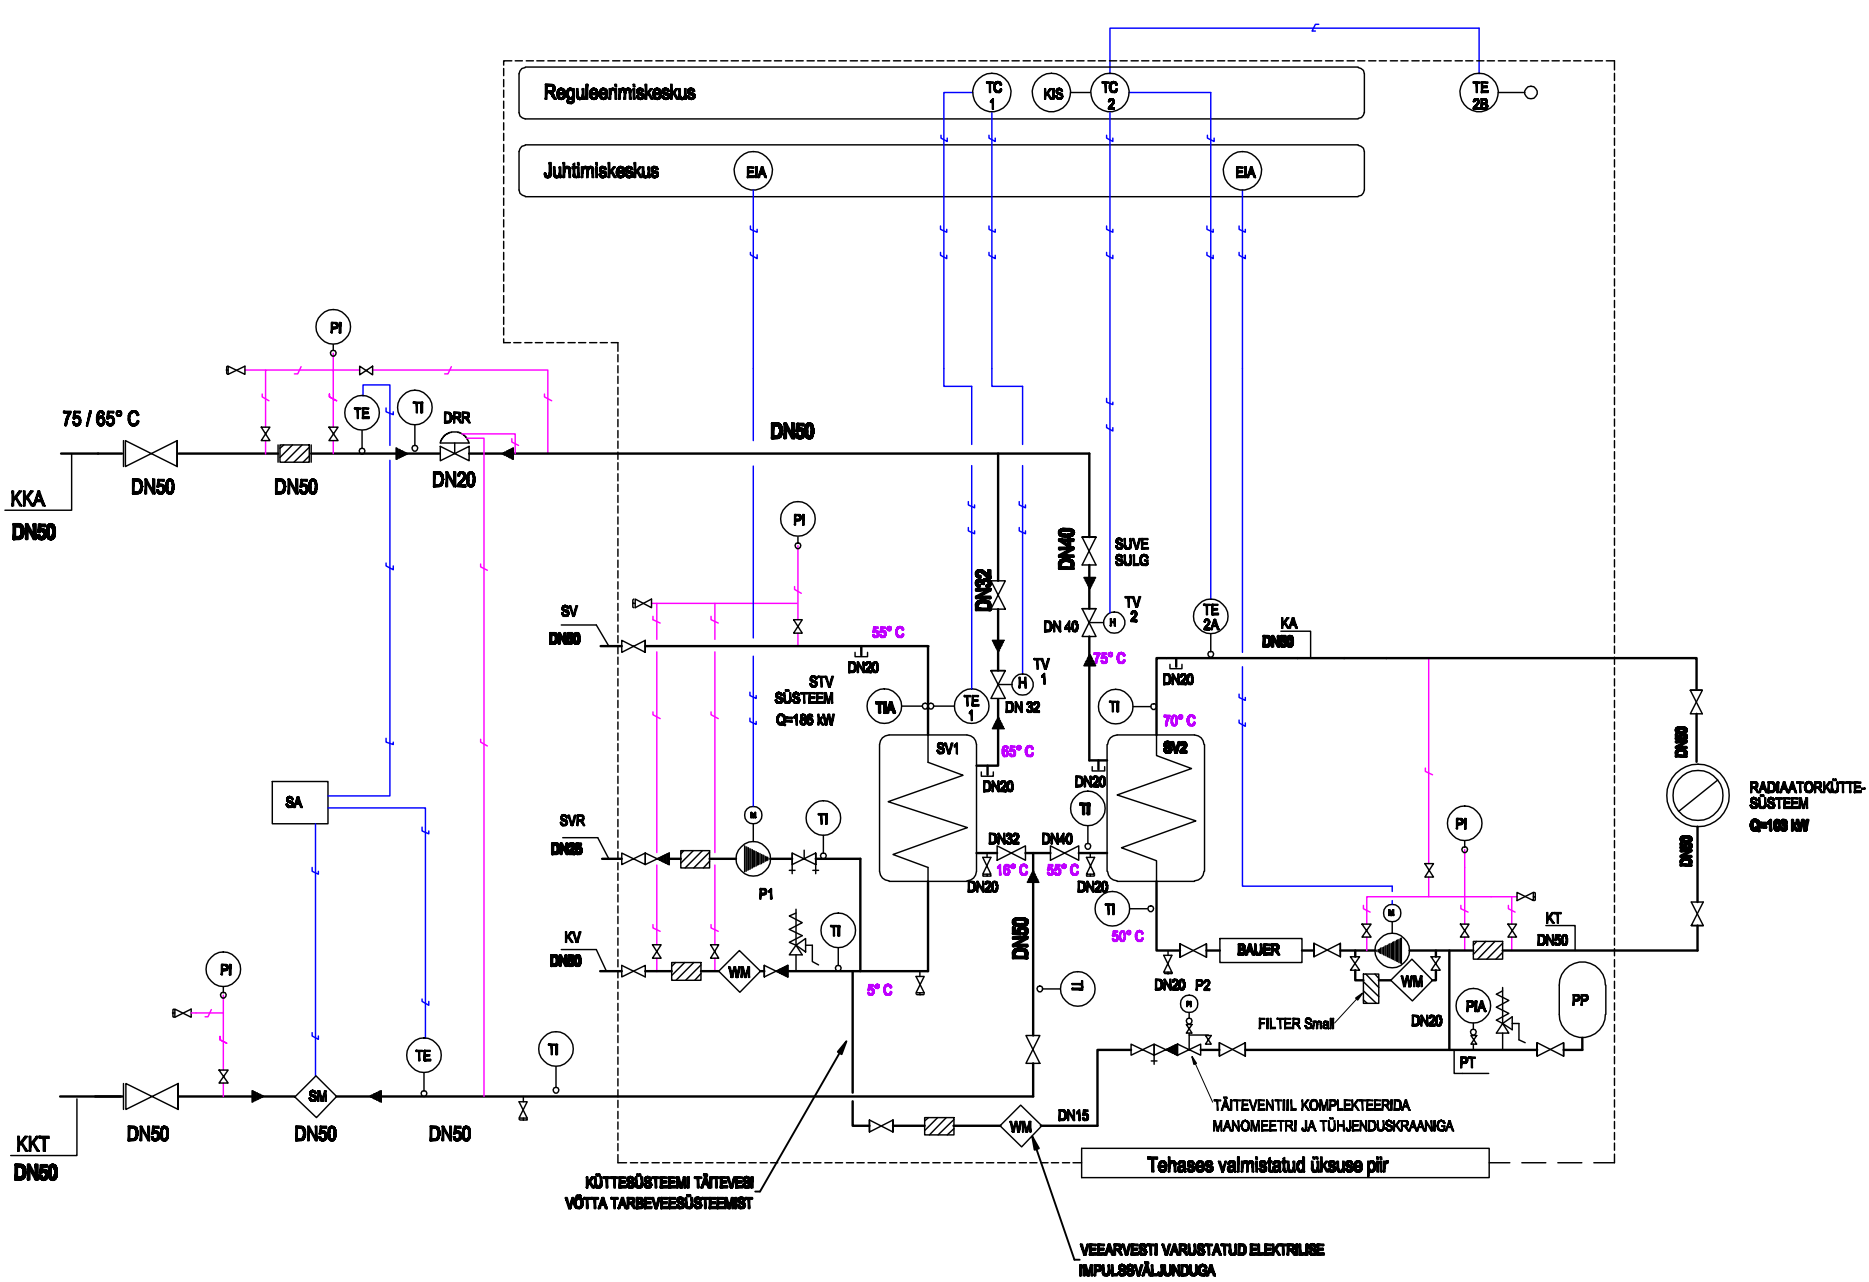 Reguleerimiskeskus
TC
1
KIS
TC
2
TE
2B
Juhtimiskeskus
EIA
EIA
PI
75 / 65° C
TE
TI
DRR
DN50
DN50
DN50
DN20
KKA
DN50
PI
DN40
SUVE
SULG
DN32
SV
DN50
55° C
DN20
STV
SÜSTEEM
Q=186 kW
TIA
TE
1
TV
1
H
DN 32
DN 40
TV
2
H
75° C
TE
2A
KA
DN20
TI
70° C
65° C
SV1
DN20
SV2
DN20
RADIAATORKÜTTE-
SÜSTEEM
SA
SVR
M
TI
P1
TI
DN32
DN40
16° C
55° C
DN20
DN20
TI
50° C
PI
M
KT
DN50
BAUER
WM
DN20
P2
FILTER Small
DN20
PIA
PP
PT
KV
DN50
WM
TI
5° C
DN50
TI
PI
TE
TI
SM
DN50
DN50
DN50
KKT
DN50
WM
DN15
TÄITEVENTIIL KOMPLEKTEERIDA
MANOMEETRI JA TÜHJENDUSKRAANIGA
Tehases valmistatud üksuse piir
KÜTTESÜSTEEMI TÄITEVESI
VÕTTA TARBEVEESÜSTEEMIST
VEEARVESTI VARUSTATUD ELEKTRILISE
IMPULSSVÄLJUNDUGA